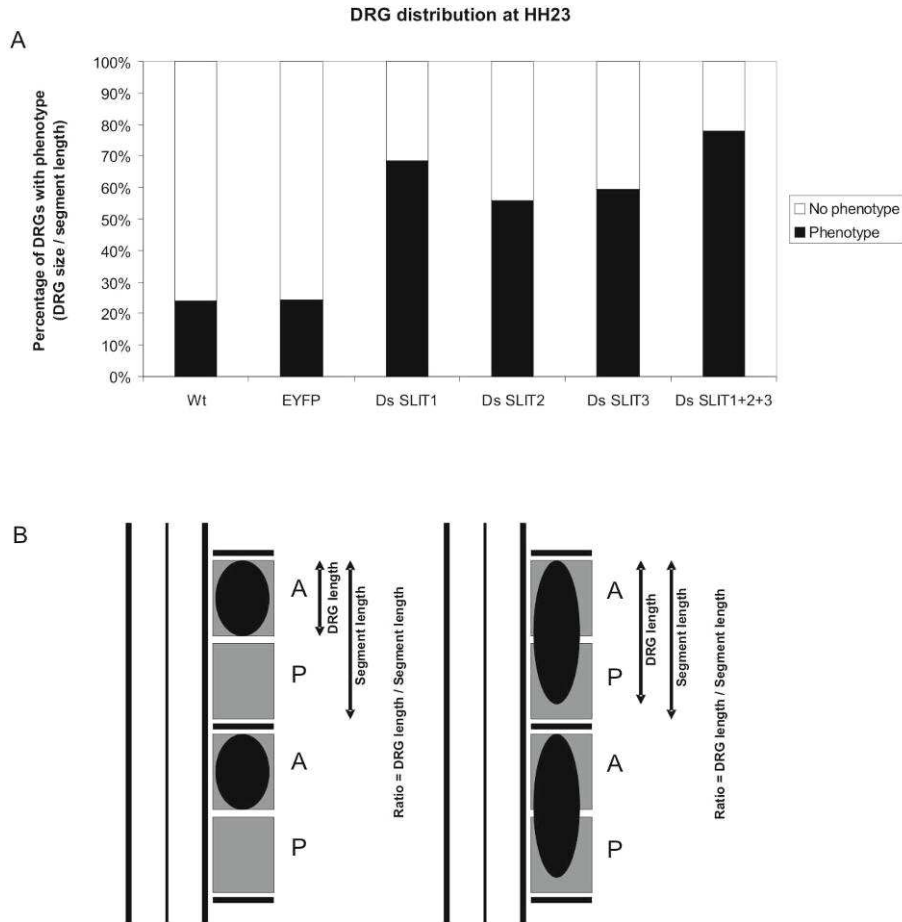 DRG distribution at HH23
A
Percentage of DRGs with phenotype
(DRG size / segment length)
100%
90%
80%
70%
60%
50%
40%
30%
20%
10%
0%
Wt
EYFP
Ds SLIT1
Ds SLIT2
Ds SLIT3
Ds SLIT1+2+3
No phenotype
Phenotype
B
A
P
A
P
DRG length
Segment length
Ratio = DRG length / Segment length
A
P
A
P
DRG length
Segment length
Ratio = DRG length / Segment length